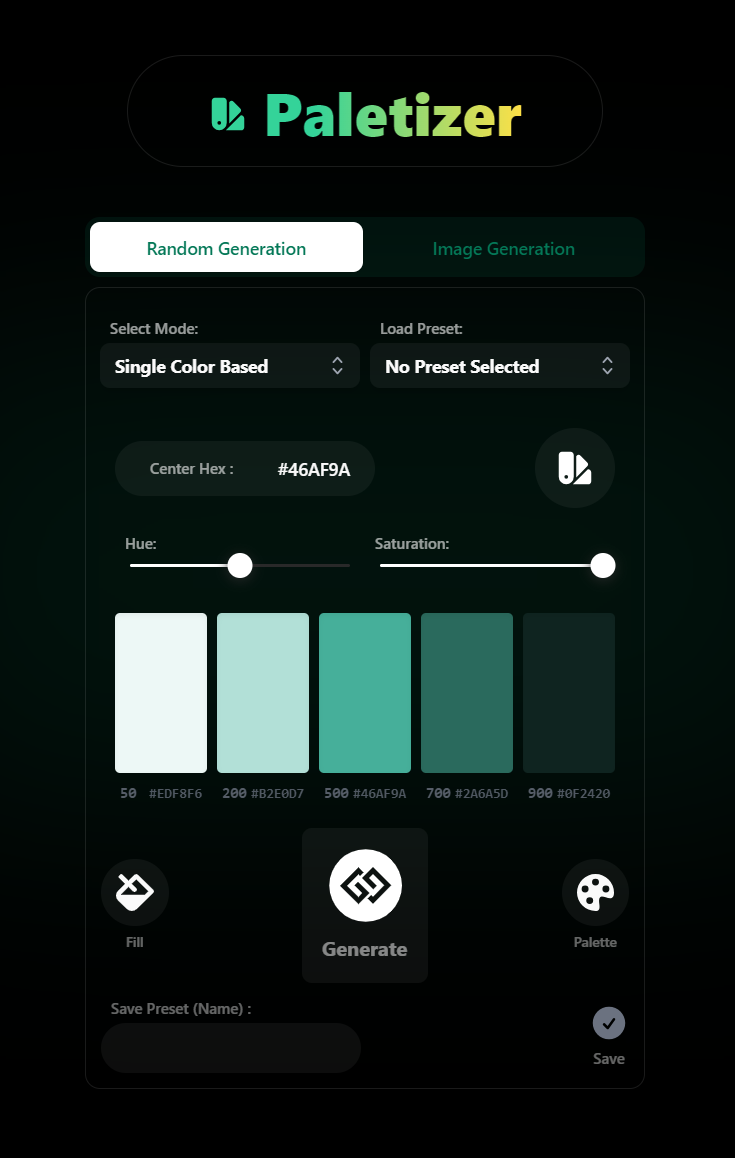 Paletizer
Random Generation
Image Generation
Select Mode:
Load Preset:
Single Color Based
No Preset Selected
Center Hex :
#46AF9A
Hue:
Saturation:
50 #EDF8F6
200 #B2E0D7
500 #46AF9A
700 #2A6A5D
900 #0F2420
Fill
Generate
Palette
Save Preset (Name) :
Save